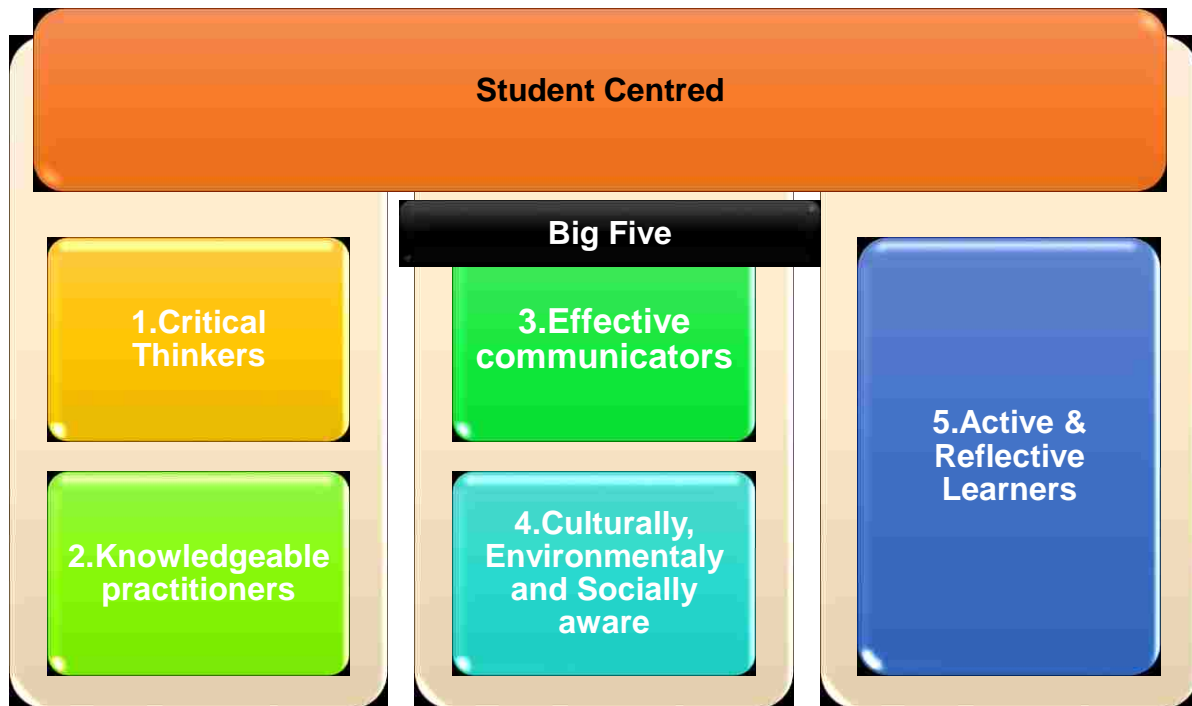 Student Centred
Big Five
1.Critical
Thinkers
2.Knowledgeable
practitioners
3.Effective
communicators
4.Culturally,
Environmentaly
and Socially
aware
5.Active &
Reflective
Learners